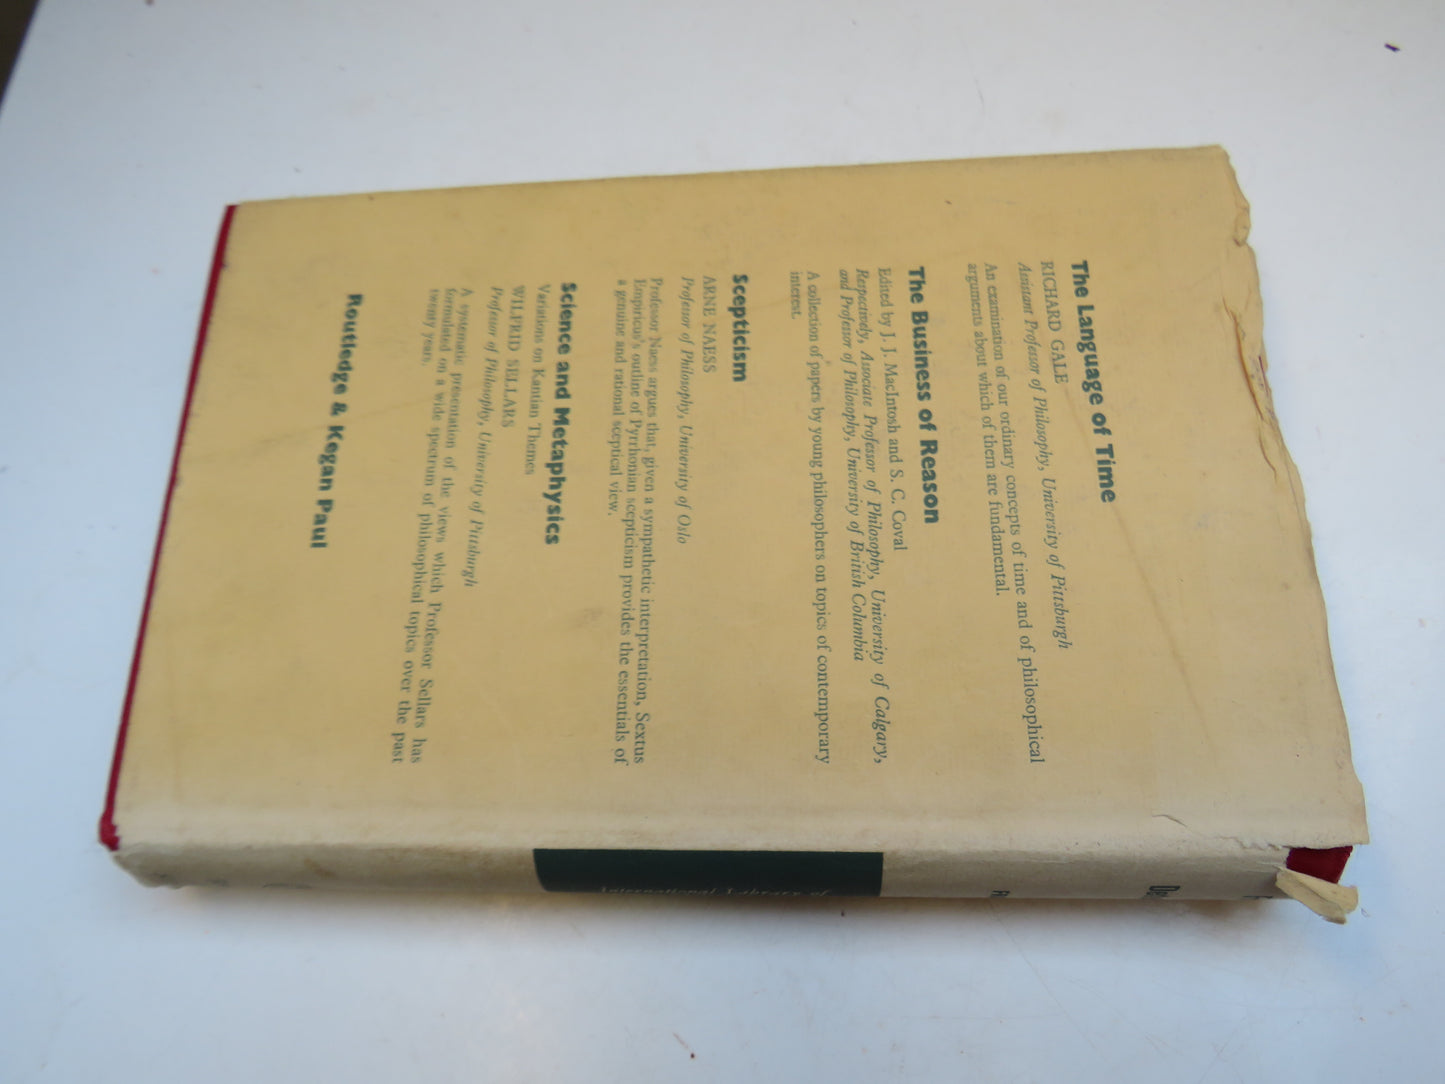 The Language of Time
RICHARD GALE
Assistant Professor of Philosophy, University of Pittsburgh
An examination of our ordinary concepts of time and of philosophical
arguments about which of them are fundamental.
The Business of Reason
Edited by J. J. MacIntosh and S. C. Coval
Respectively, Associate Professor of Philosophy, University of Calgary,
and Professor of Philosophy, University of British Columbia
A collection of papers by young philosophers on topics of contemporary
interest.
Scepticism
ARNE NAESS
Professor of Philosophy, University of Oslo
Professor Naess argues that, given a sympathetic interpretation, Sextus
Empiricus's outline of Pyrrhonian scepticism provides the essentials of
a genuine and rational sceptical view.
Science and Metaphysics
Variations on Kantian Themes
WILFRID SELLARS
Professor of Philosophy, University of Pittsburgh
A systematic presentation of the views which Professor Sellars has
formulated on a wide spectrum of philosophical topics over the past
twenty years.
Routledge & Kegan Paul
International Library of